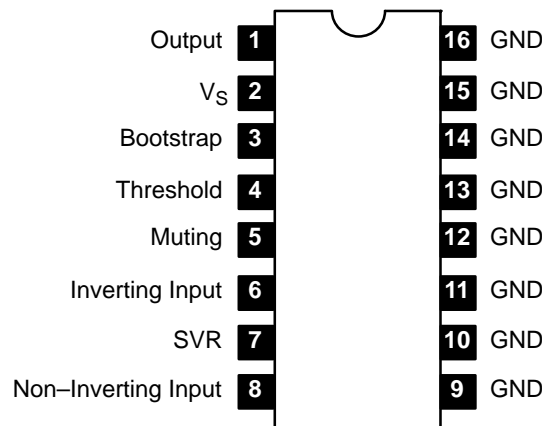 Output 1 16 GND
VS 2 15 GND
Bootstrap 3 14 GND
Threshold 4 13 GND
Muting 5 12 GND
Inverting Input 6 11 GND
SVR 7 10 GND
Non–Inverting Input 8 9 GND